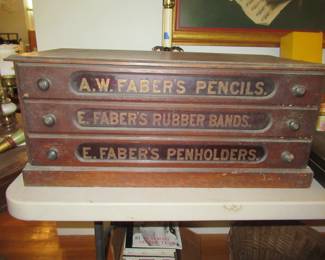 A.W. FABER'S PENCILS.
E. FABER'S RUBBER BANDS.
E. FABER'S PENHOLDERS.